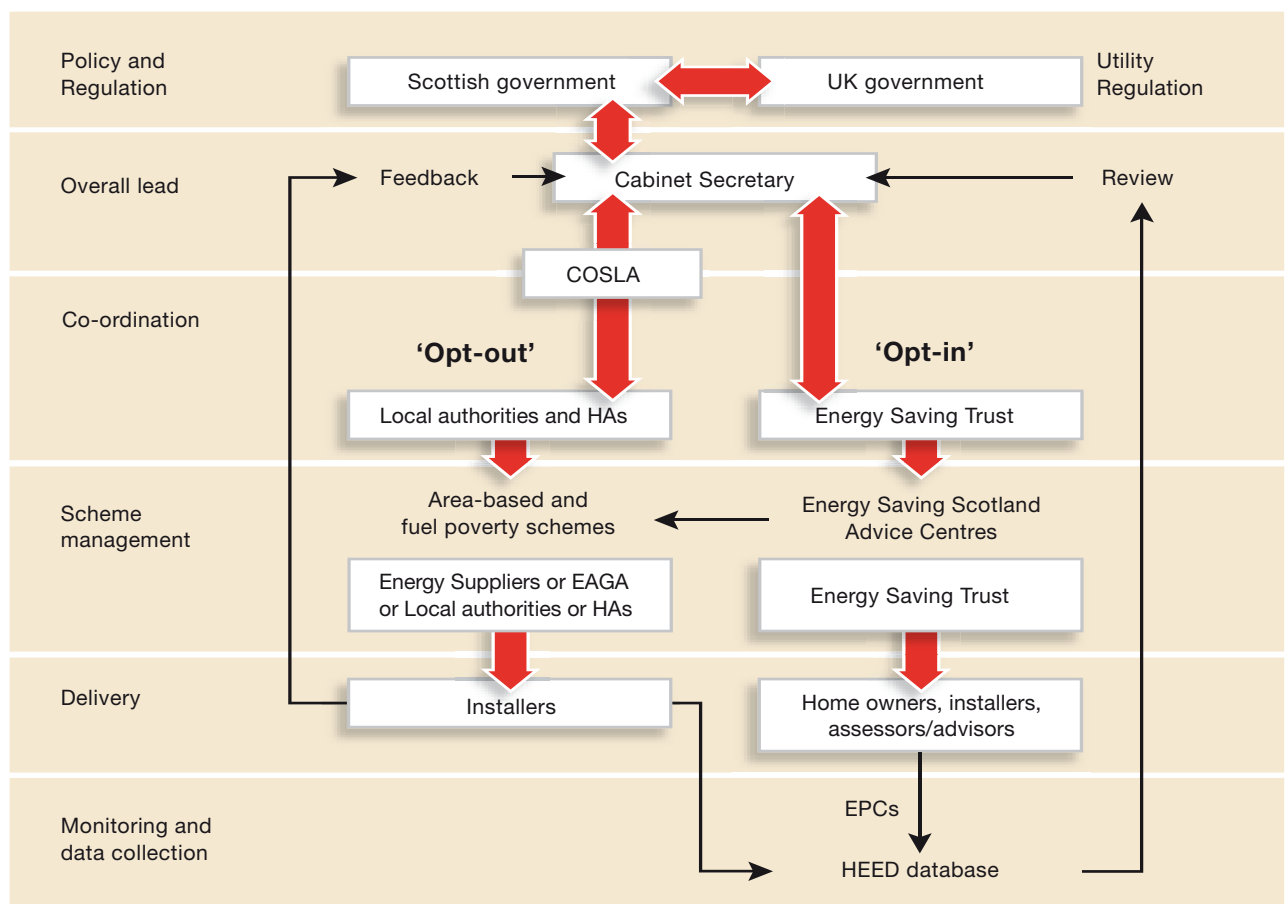 Policy and
Regulation
Scottish government
UK government
Utility
Regulation
Overall lead
Feedback
Cabinet Secretary
Review
COSLA
Co-ordination
‘Opt-out’
‘Opt-in’
Local authorities and HAs
Energy Saving Trust
Scheme
management
Area-based and
fuel poverty schemes
Energy Saving Scotland
Advice Centres
Energy Suppliers or EAGA
or Local authorities or HAs
Energy Saving Trust
Delivery
Installers
Home owners, installers,
assessors/advisors
Monitoring and
data collection
EPCs
HEED database